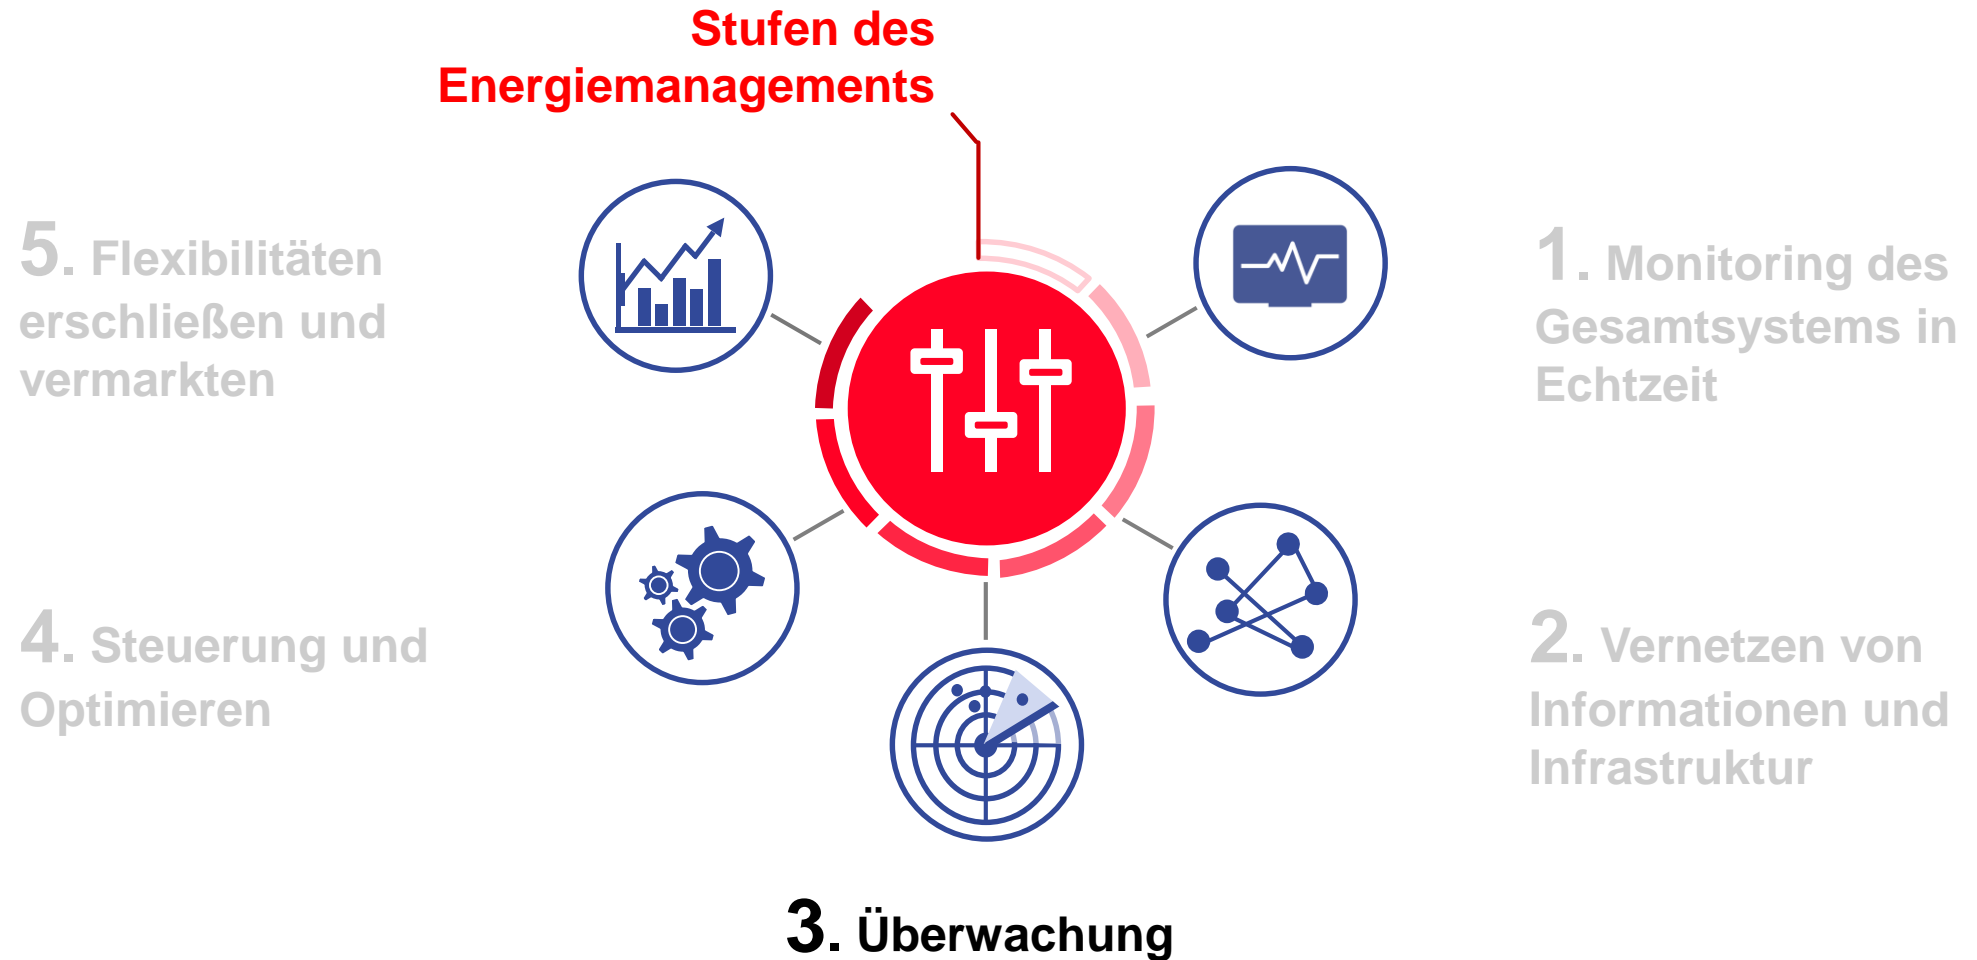 Stufen des
Energiemanagements
1. Monitoring des
Gesamtsystems in
Echtzeit
2. Vernetzen von
Informationen und
Infrastruktur
3. Überwachung
4. Steuerung und
Optimieren
5. Flexibilitäten
erschließen und
vermarkten